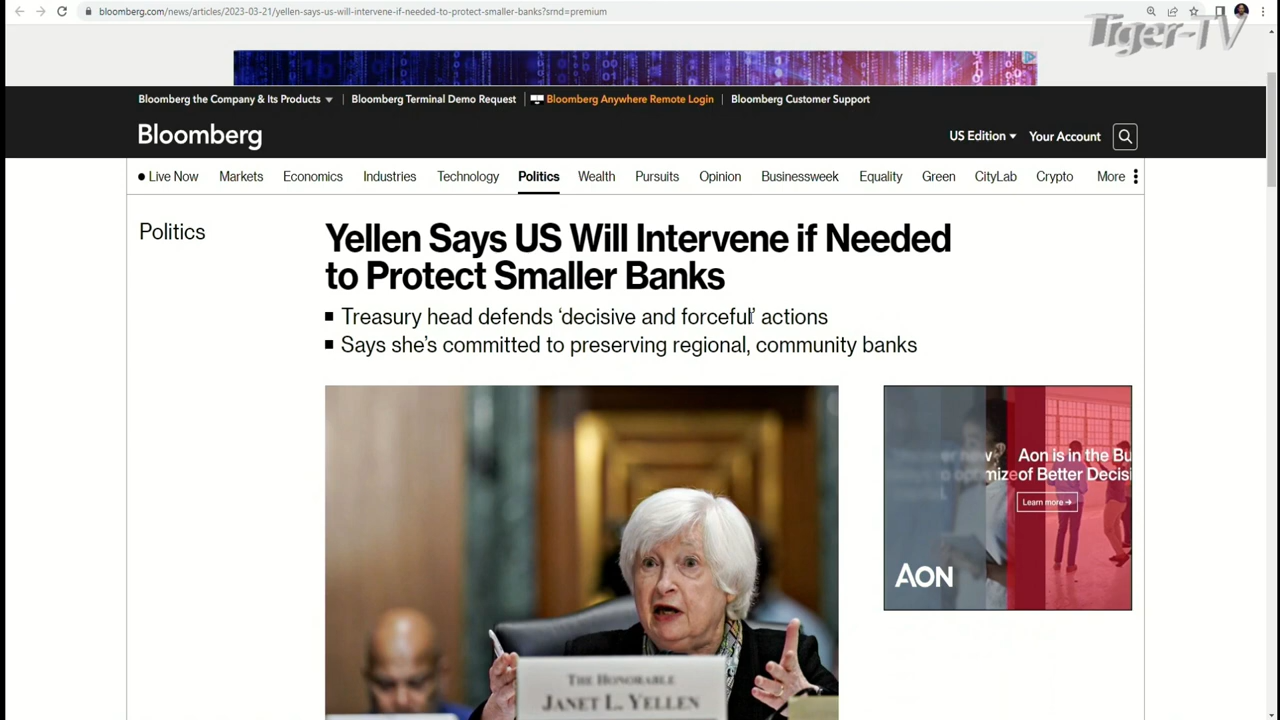 bloomberg.com/news/articles/2023-03-21/yellen-says-us-will-intervene-if-needed-to-protect-smaller-banks?srnd=premium
Tiger-TV
Bloomberg the Company & Its Products
Bloomberg Terminal Demo Request
Bloomberg Anywhere Remote Login
Bloomberg Customer Support
Bloomberg
US Edition
Your Account
Live Now
Markets
Economics
Industries
Technology
Politics
Wealth
Pursuits
Opinion
Businessweek
Equality
Green
CityLab
Crypto
More
Politics
Yellen Says US Will Intervene if Needed
to Protect Smaller Banks
Treasury head defends ‘decisive and forceful’ actions
Says she’s committed to preserving regional, community banks
Aon is in the Bu
of Better Decisi
Learn more
AON
THE HONORABLE
JANET L. YELLEN